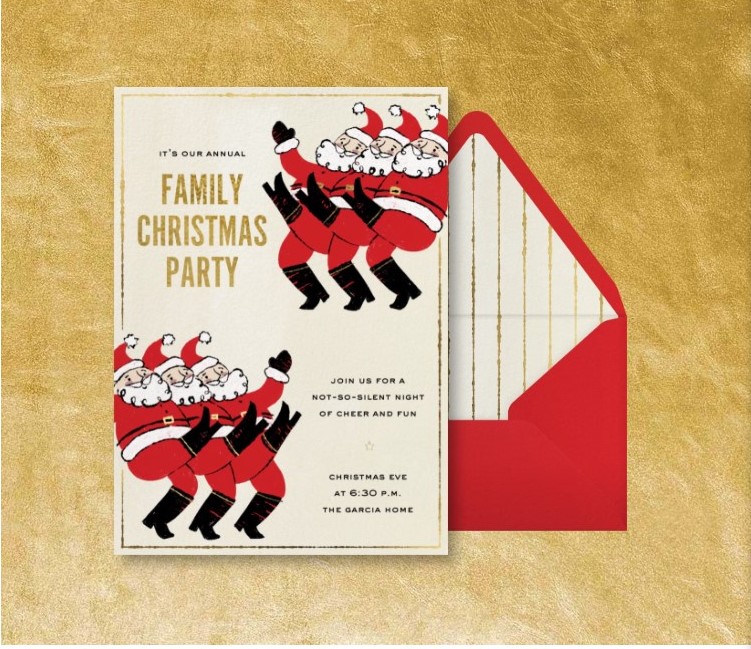 IT'S OUR ANNUAL
FAMILY
CHRISTMAS
PARTY
JOIN US FOR A
NOT-SO-SILENT NIGHT
OF CHEER AND FUN
CHRISTMAS EVE
AT 6:30 P.M.
THE GARCIA HOME